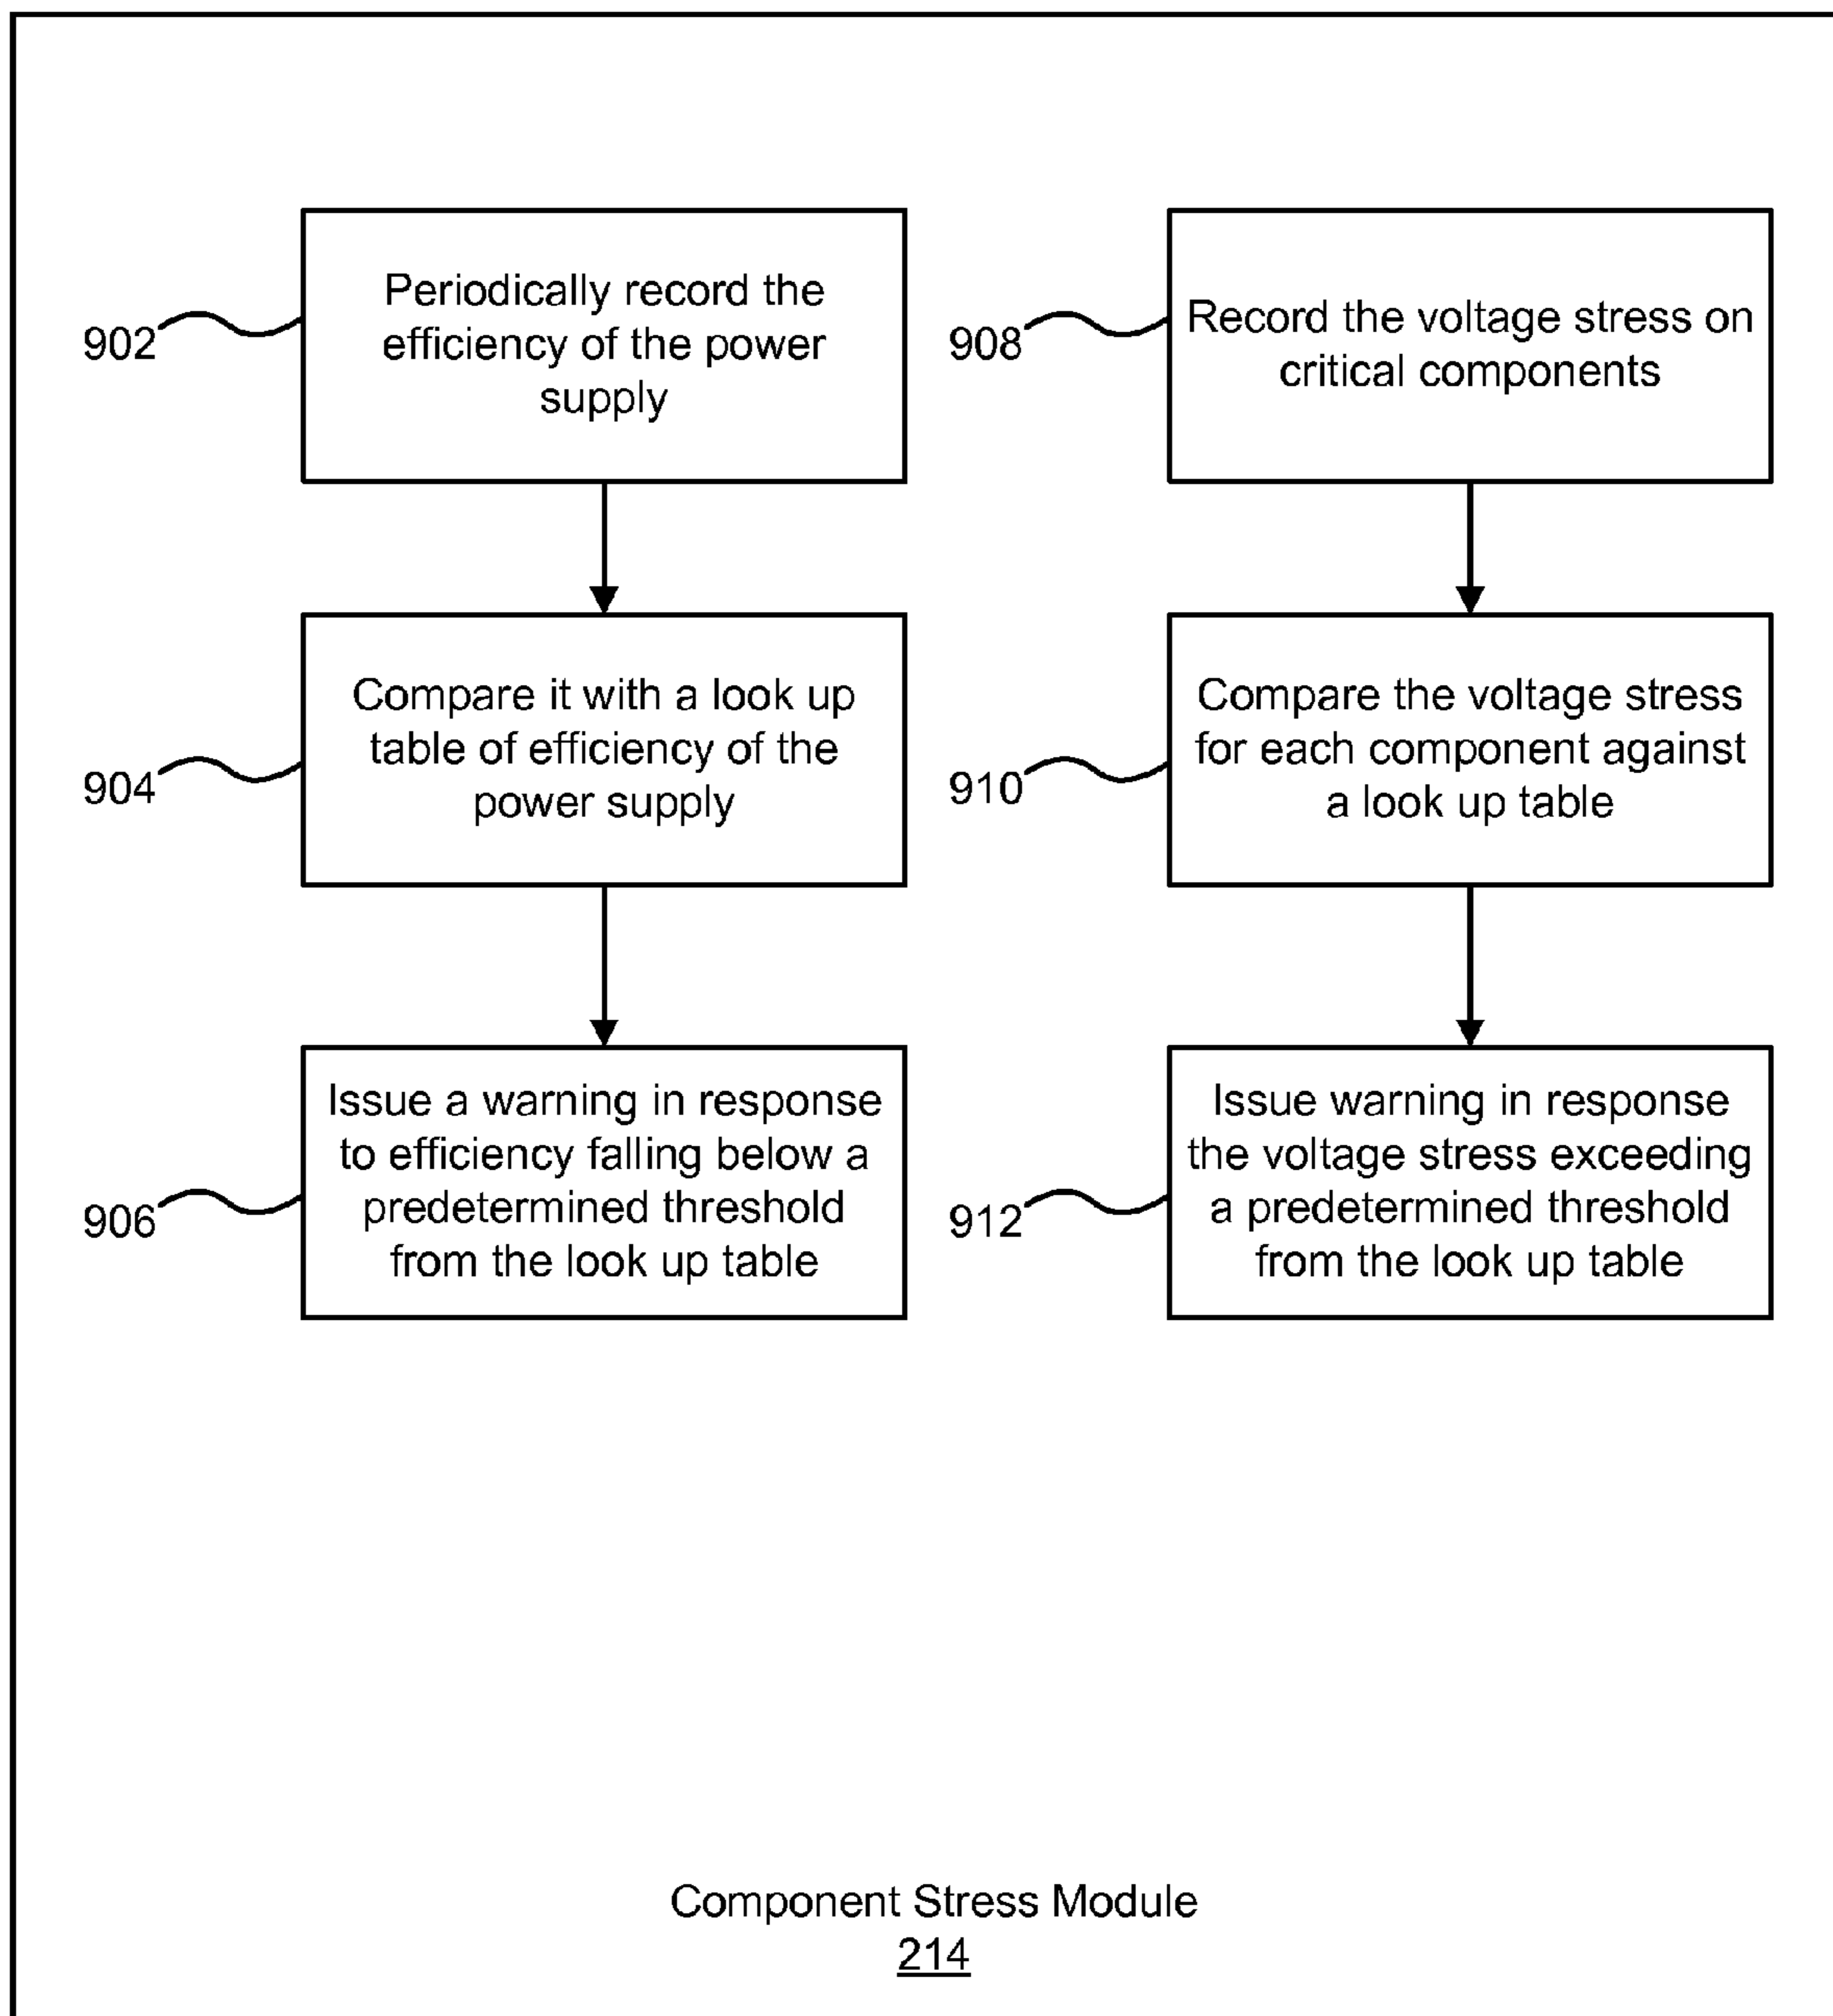 902
Periodically record the
efficiency of the power
supply
904
Compare it with a look up
table of efficiency of the
power supply
906
Issue a warning in response
to efficiency falling below a
predetermined threshold
from the look up table
908
Record the voltage stress on
critical components
910
Compare the voltage stress
for each component against
a look up table
912
Issue warning in response
the voltage stress exceeding
a predetermined threshold
from the look up table
Component Stress Module
214